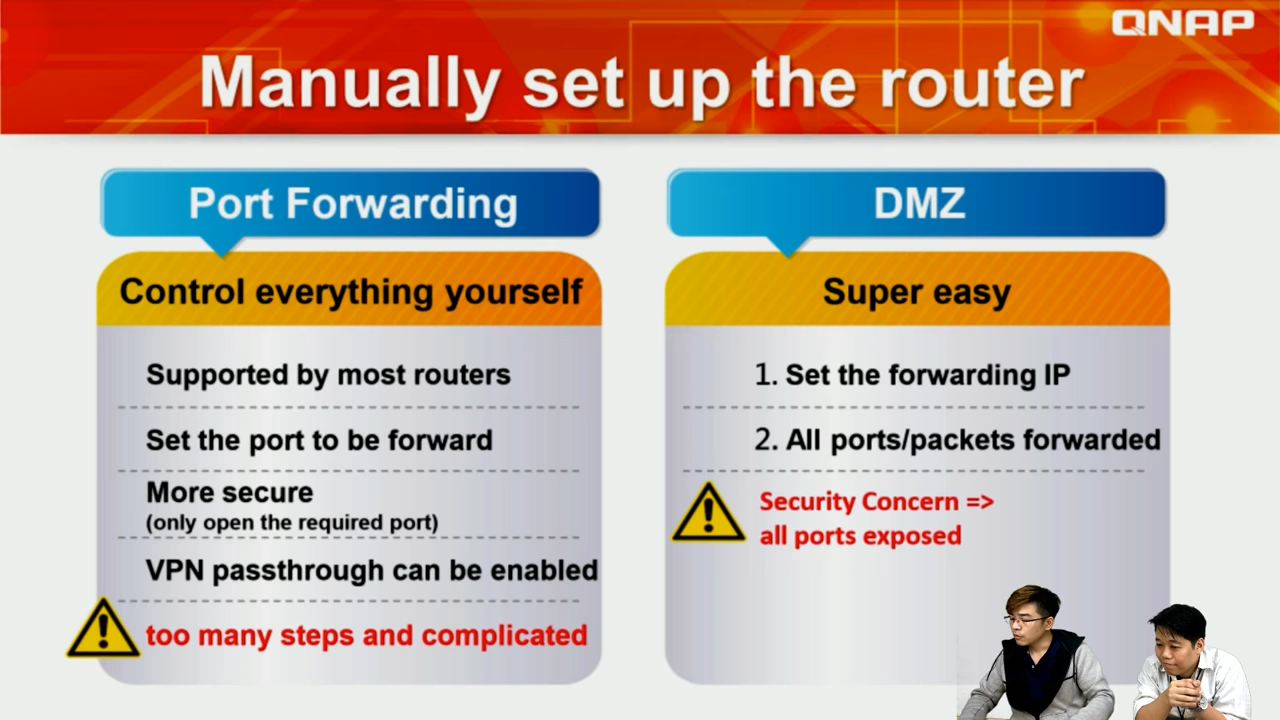 QNAP
Manually set up the router
Port Forwarding
Control everything yourself
Supported by most routers
Set the port to be forward
More secure
(only open the required port)
VPN passthrough can be enabled
too many steps and complicated
DMZ
Super easy
1. Set the forwarding IP
2. All ports/packets forwarded
Security Concern =>
all ports exposed